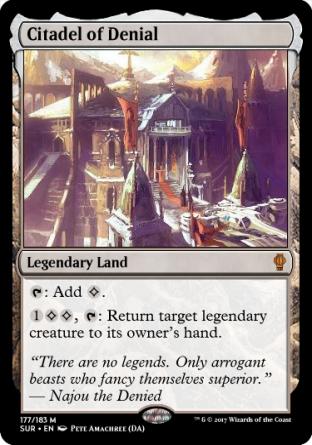 Citadel of Denial
Legendary Land
: Add .
1, : Return target legendary
creature to its owner's hand.
"There are no legends. Only arrogant
beasts who fancy themselves superior."
— Najou the Denied
177/183 M
SUR • EN PETE AMACHREE (DA)
™ & © 2017 Wizards of the Coast